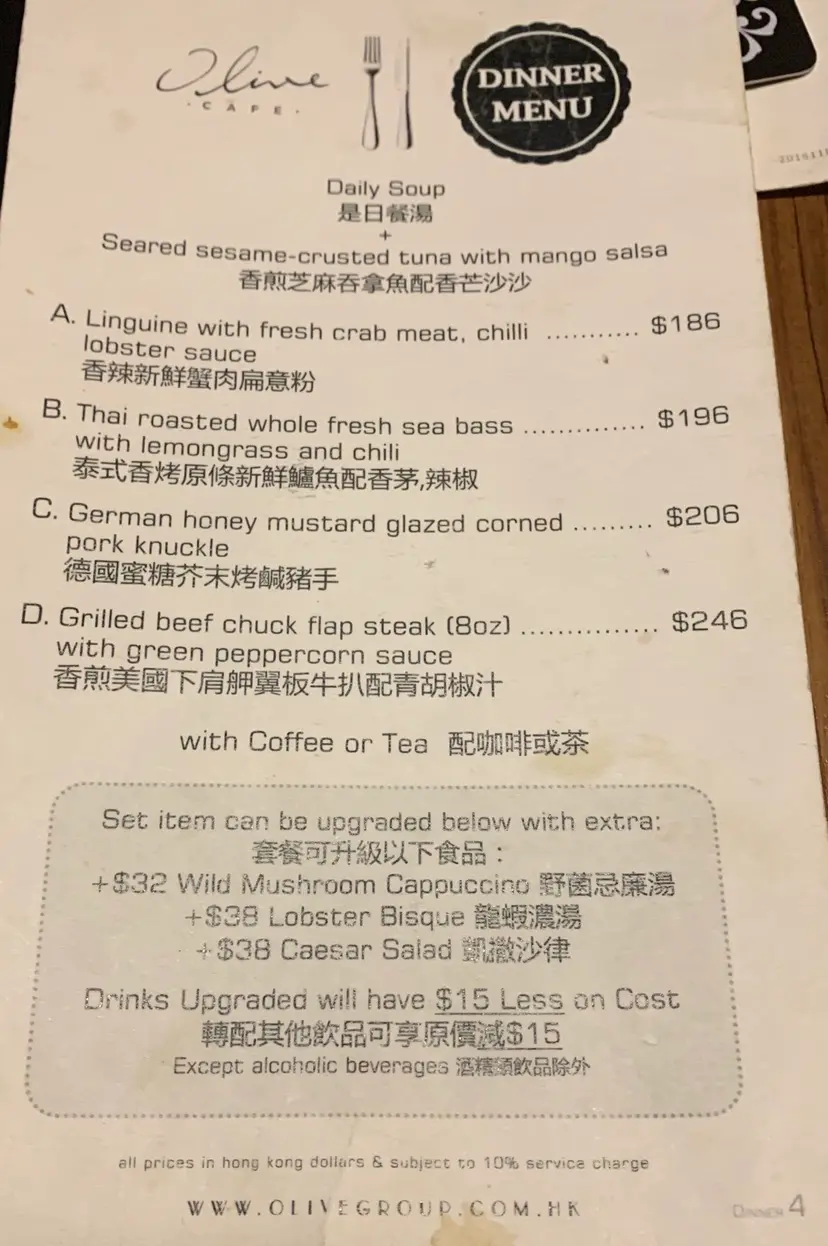 Olive
·CAFE·
DINNER
MENU
201511
Daily Soup
是日餐湯
+
Seared sesame-crusted tuna with mango salsa
香煎芝麻吞拿魚配香芒沙沙
A. Linguine with fresh crab meat, chilli ........... $186
lobster sauce
香辣新鮮蟹肉扁意粉
B. Thai roasted whole fresh sea bass .............. $196
with lemongrass and chili
泰式香烤原條新鮮鱸魚配香茅,辣椒
C. German honey mustard glazed corned ......... $206
pork knuckle
德國蜜糖芥末烤鹹豬手
D. Grilled beef chuck flap steak (8oz) ............... $246
with green peppercorn sauce
香煎美國下肩胛翼板牛扒配青胡椒汁
with Coffee or Tea 配咖啡或茶
Set item can be upgraded below with extra:
套餐可升級以下食品：
+$32 Wild Mushroom Cappuccino 野菌忌廉湯
+$38 Lobster Bisque 龍蝦濃湯
+$38 Caesar Salad 凱撒沙律
Drinks Upgraded will have $15 Less on Cost
轉配其他飲品可享原價減$15
Except alcoholic beverages 酒精類飲品除外
all prices in hong kong dollars & subject to 10% service charge
WWW.OLIVEGROUP.COM.HK
DINNER 4